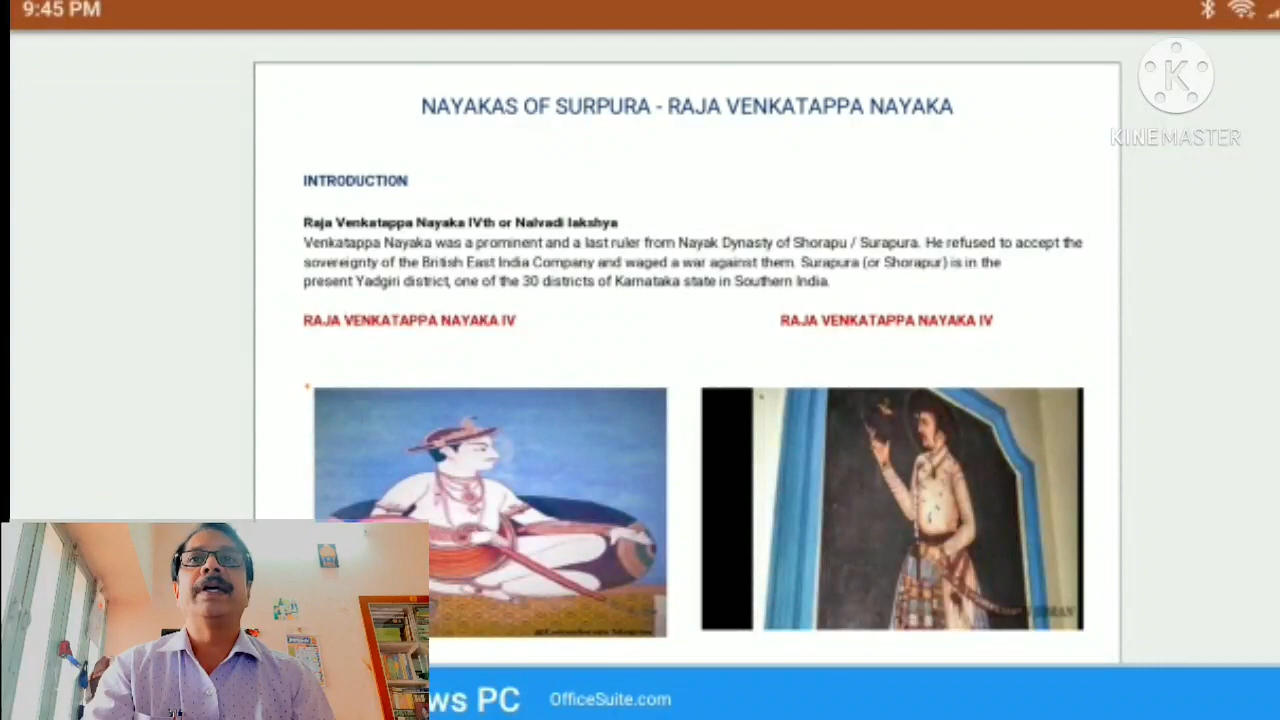 9:45 PM
K
KINEMASTER
NAYAKAS OF SURPURA - RAJA VENKATAPPA NAYAKA
INTRODUCTION
Raja Venkatappa Nayaka IVth or Nalvadi lakshya
Venkatappa Nayaka was a prominent and a last ruler from Nayak Dynasty of Shorapu / Surapura. He refused to accept the
sovereignty of the British East India Company and waged a war against them. Surapura (or Shorapur) is in the
present Yadgiri district, one of the 30 districts of Karnataka state in Southern India.
RAJA VENKATAPPA NAYAKA IV
RAJA VENKATAPPA NAYAKA IV
ws PC
OfficeSuite.com